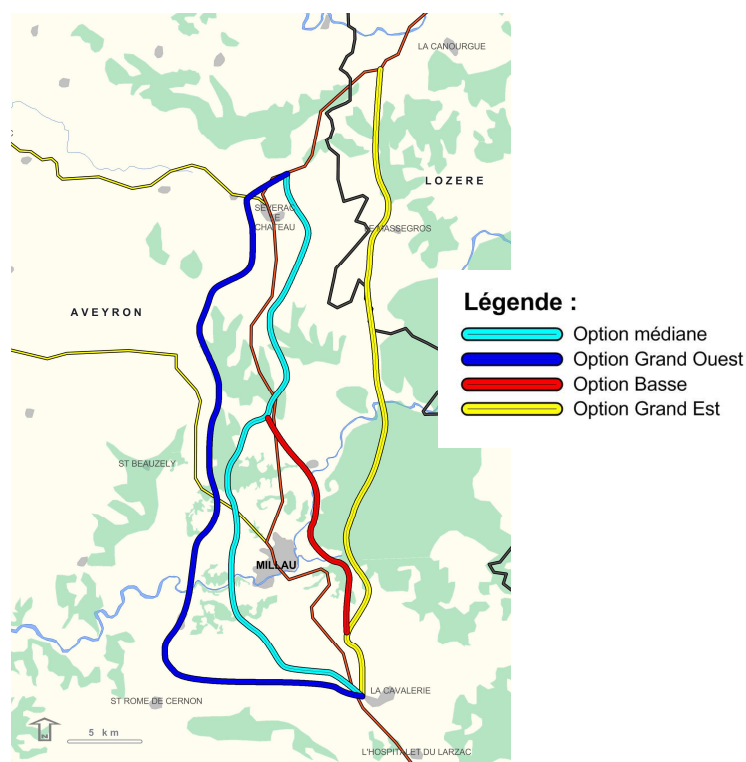 LA CANOURGUE
LOZERE
SEVERAC
LE
CHATEAU
LE MASSEGROS
AVEYRON
Légende :
Option médiane
Option Grand Ouest
Option Basse
Option Grand Est
ST BEAUZELY
MILLAU
LA CAVALERIE
ST ROME DE CERNON
N
5 km
L'HOSPITALET DU LARZAC